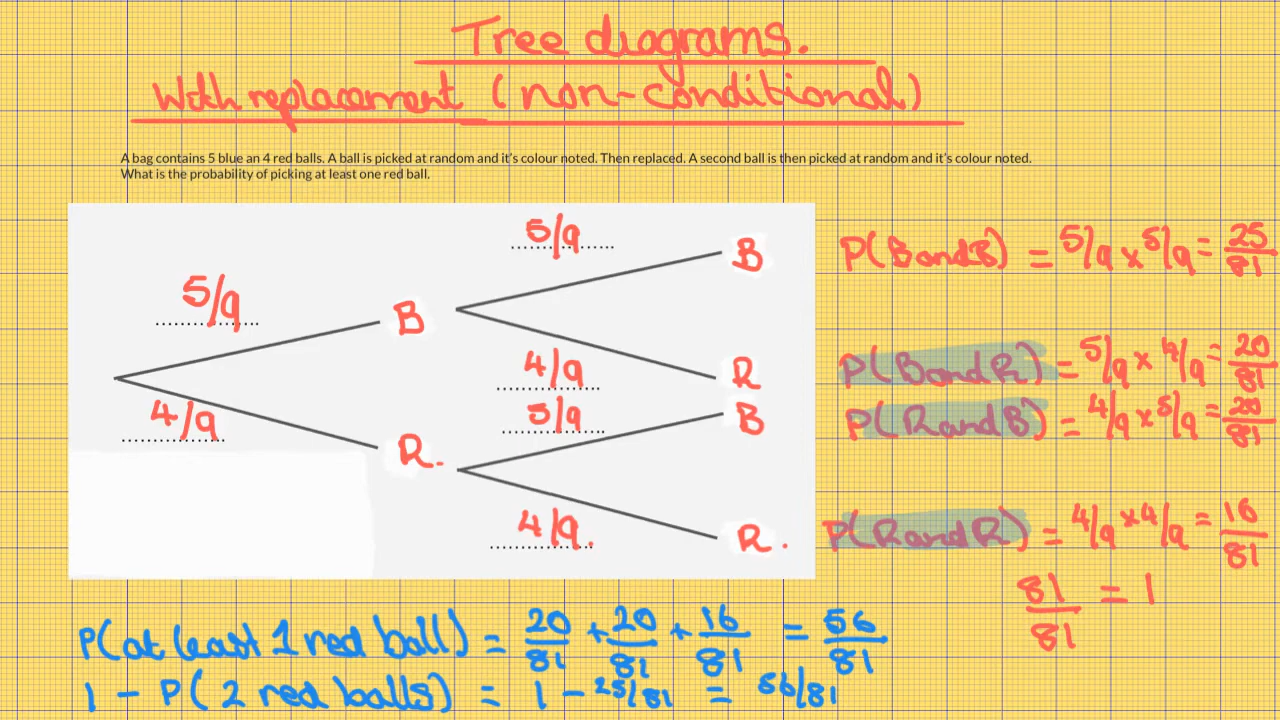 Tree diagrams.
With replacement (non-conditional)
A bag contains 5 blue an 4 red balls. A ball is picked at random and it's colour noted. Then replaced. A second ball is then picked at random and it's colour noted.
What is the probability of picking at least one red ball.
5/9
B
P(B and B) = 5/9 x 5/9 = 25/81
5/9
B
4/9
R
P(B and R) = 5/9 x 4/9 = 20/81
4/9
R.
5/9
B
P(R and B) = 4/9 x 5/9 = 20/81
4/9.
R.
P(R and R) = 4/9 x 4/9 = 16/81
81/81 = 1
P(at least 1 red ball) = 20/81 + 20/81 + 16/81 = 56/81
1 - P(2 red balls) = 1 - 25/81 = 56/81